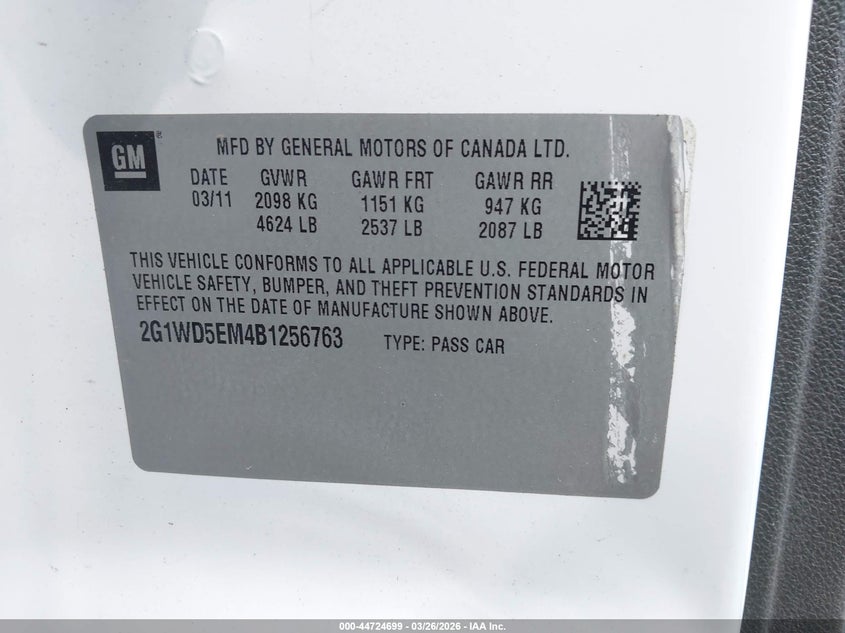 GM
MFD BY GENERAL MOTORS OF CANADA LTD.
DATE GVWR GAWR FRT GAWR RR
03/11 2098 KG 1151 KG 947 KG
4624 LB 2537 LB 2087 LB
THIS VEHICLE CONFORMS TO ALL APPLICABLE U.S. FEDERAL MOTOR
VEHICLE SAFETY, BUMPER, AND THEFT PREVENTION STANDARDS IN
EFFECT ON THE DATE OF MANUFACTURE SHOWN ABOVE.
2G1WD5EM4B1256763 TYPE: PASS CAR
000-44724699 - 03/26/2026 - IAA Inc.